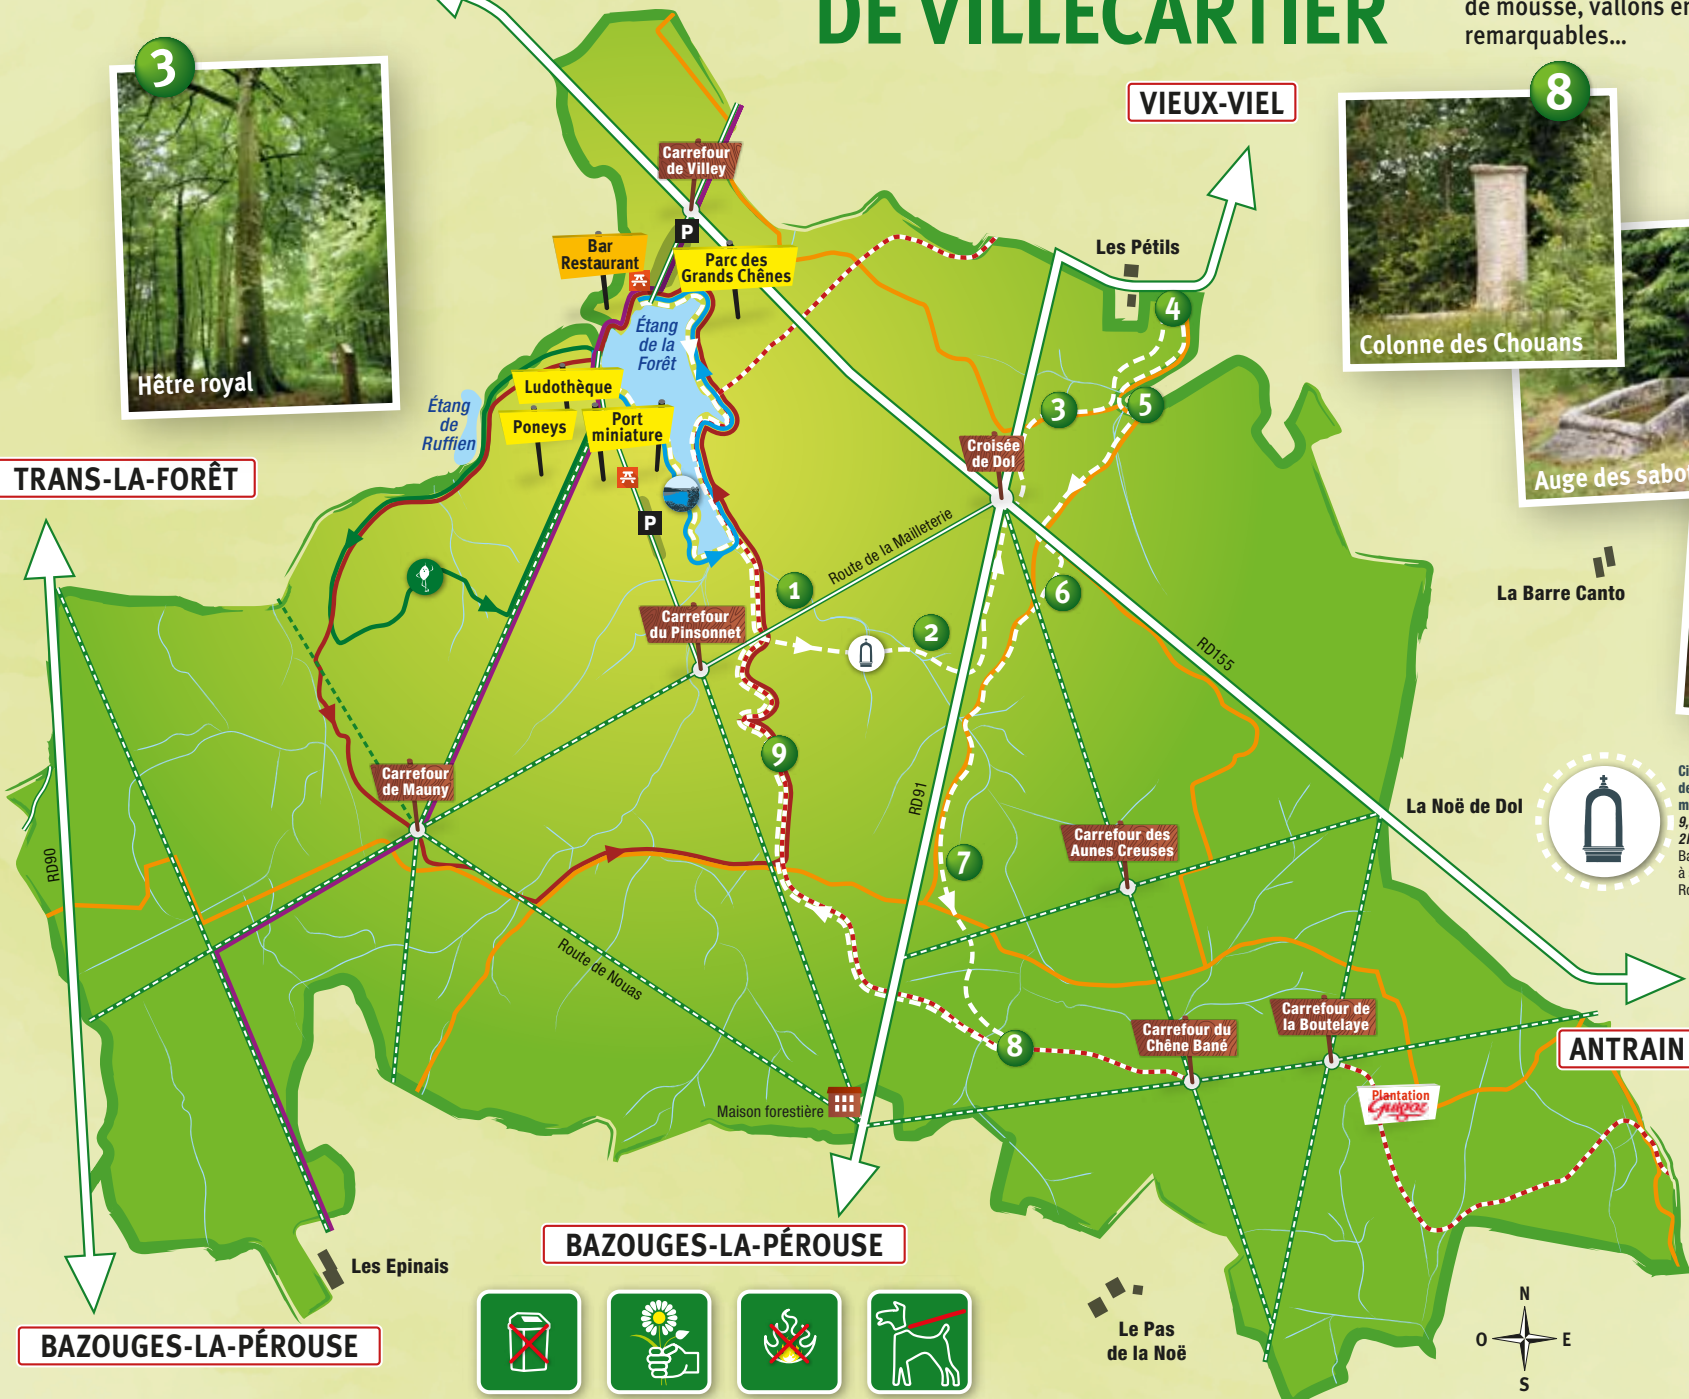 DE VILLECARTIER
de mousse, vallons
remarquables...
3
Hêtre royal
VIEUX-VIEL
8
Colonne des Chouans
Auge des
Carrefour
de Villey
P
Bar
Restaurant
Parc des
Grands Chênes
Les Pétils
4
Étang
de la
Forêt
Ludothèque
Étang
de
Ruffien
Poneys
Port
miniature
3
5
Croisée
de Dol
TRANS-LA-FORÊT
P
Route de la Mailleterie
1
6
La Barre Canto
Carrefour
du Pinsonnet
2
RD155
9
Carrefour
de Mauny
RD91
La Noë de Dol
RD90
Carrefour des
Aunes Creuses
7
Route de Nouas
Carrefour du
Chêne Bané
Carrefour de
la Boutelaye
8
ANTRAIN
Plantation
Guigoz
Maison forestière
BAZOUGES-LA-PÉROUSE
Les Epinais
BAZOUGES-LA-PÉROUSE
Le Pas
de la Noë
N
O
E
S